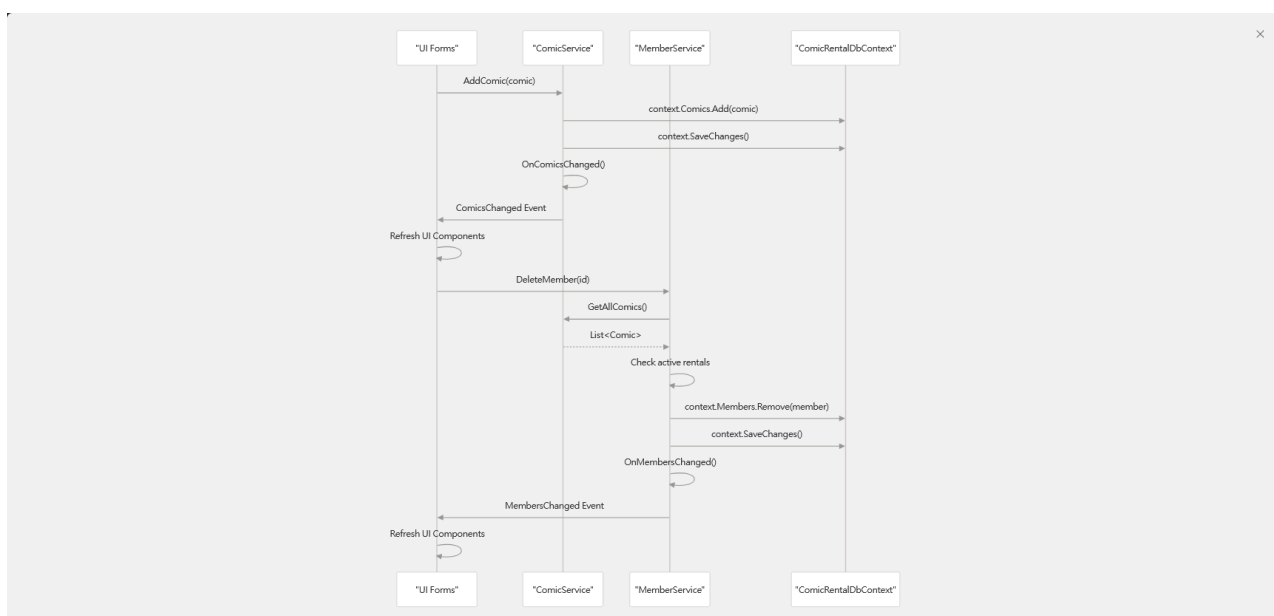 "UI Forms" "ComicService" "MemberService" "ComicRentalDbContext"
AddComic(comic)
context.Comics.Add(comic)
context.SaveChanges()
OnComicsChanged()
ComicsChanged Event
Refresh UI Components
DeleteMember(id)
GetAllComics()
List<Comic>
Check active rentals
context.Members.Remove(member)
context.SaveChanges()
OnMembersChanged()
MembersChanged Event
Refresh UI Components
"UI Forms" "ComicService" "MemberService" "ComicRentalDbContext"